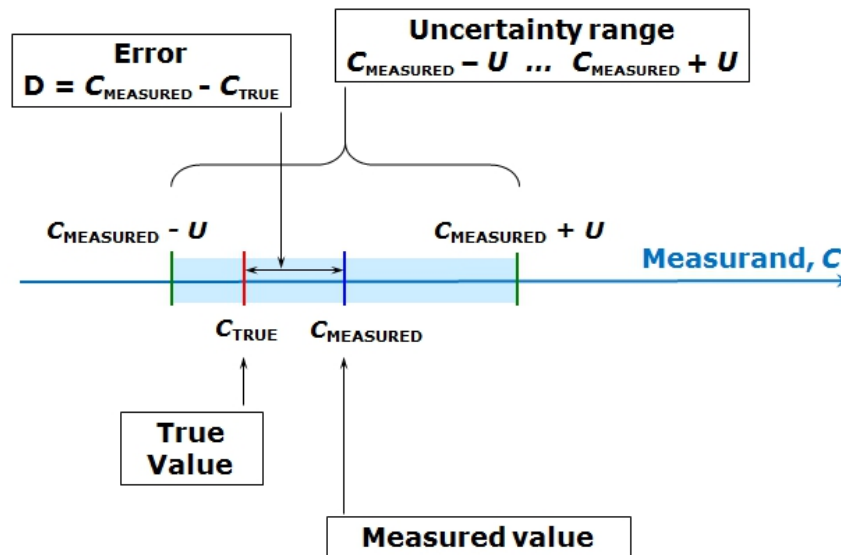 Error
D = CMEASURED - CTRUE
Uncertainty range
CMEASURED – U ... CMEASURED + U
CMEASURED - U
CMEASURED + U
Measurand, C
CTRUE
CMEASURED
True
Value
Measured value